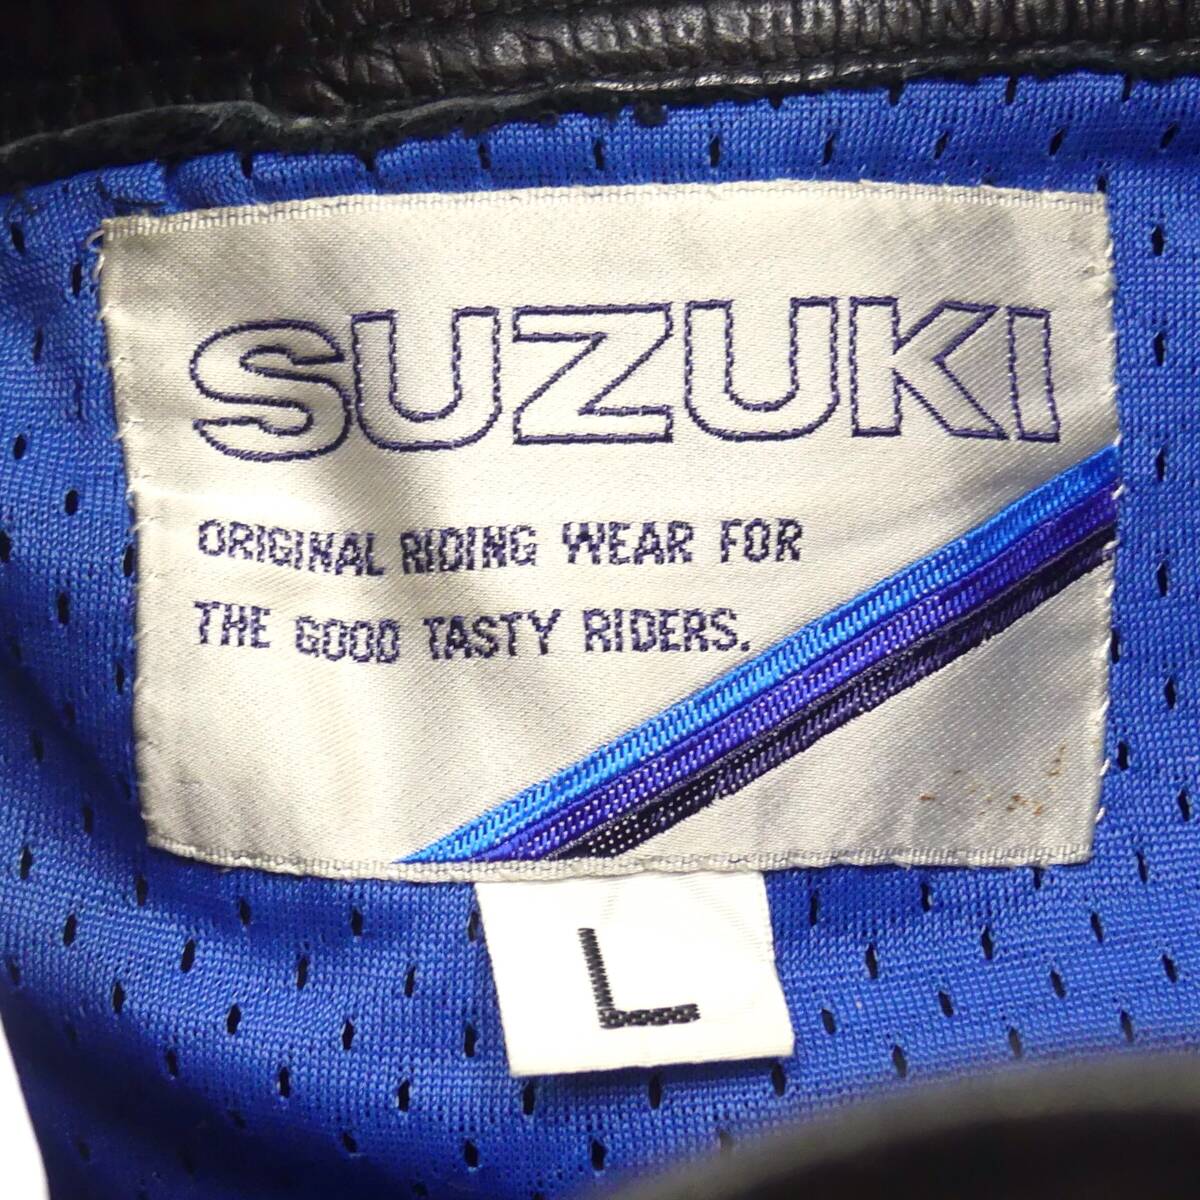 SUZUKI
ORIGINAL RIDING WEAR FOR
THE GOOD TASTY RIDERS.
L